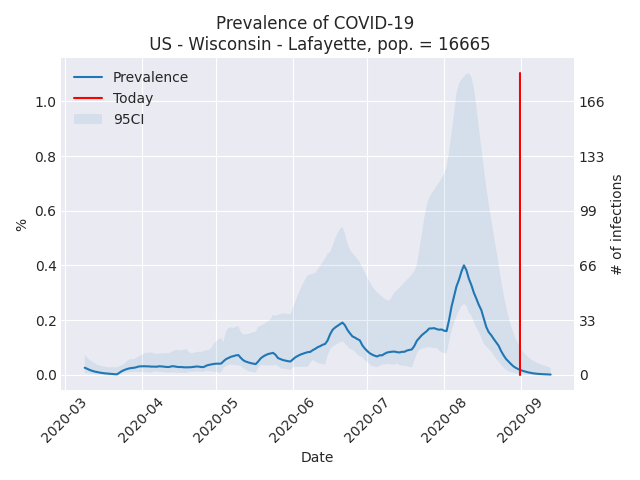 Prevalence of COVID-19
US - Wisconsin - Lafayette, pop. = 16665
Prevalence
Today
95CI
1.0
0.8
0.6
0.4
0.2
0.0
%
166
133
99
66
33
0
# of infections
2020-03
2020-04
2020-05
2020-06
2020-07
2020-08
2020-09
Date